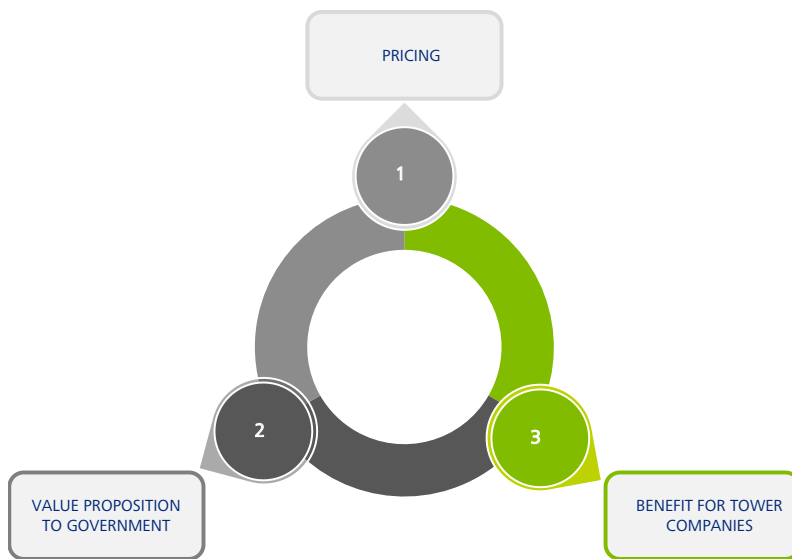 PRICING
1
2
3
VALUE PROPOSITION
TO GOVERNMENT
BENEFIT FOR TOWER
COMPANIES